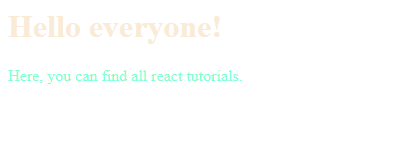 Hello everyone!
Here, you can find all react tutorials.